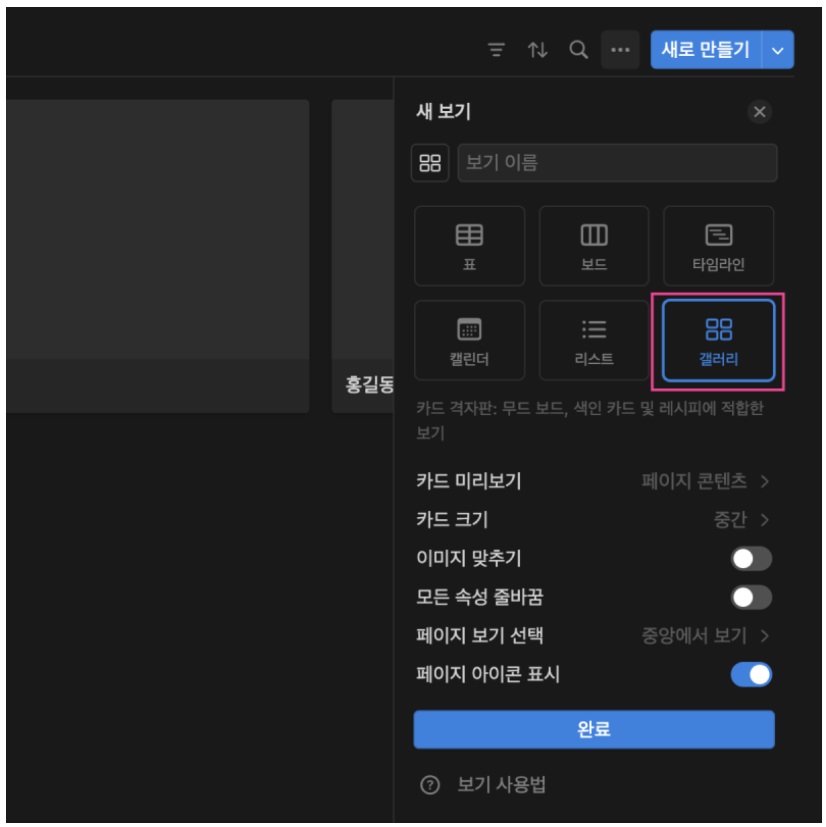 새로 만들기
새 보기
보기 이름
표
보드
타임라인
캘린더
리스트
갤러리
홍길동
카드 격자판: 무드 보드, 색인 카드 및 레시피에 적합한
보기
카드 미리보기 페이지 콘텐츠
카드 크기 중간
이미지 맞추기
모든 속성 줄바꿈
페이지 보기 선택 중앙에서 보기
페이지 아이콘 표시
완료
보기 사용법